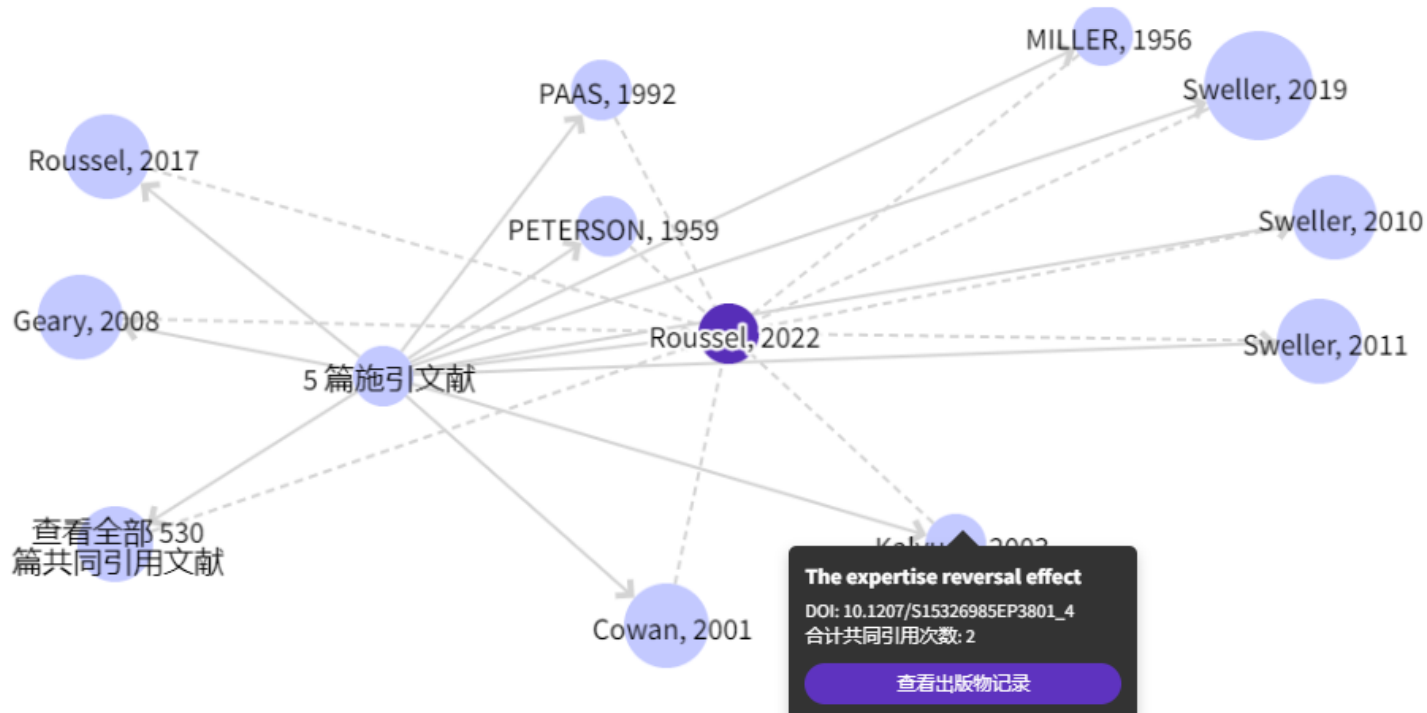 MILLER, 1956
Sweller, 2019
PAAS, 1992
Roussel, 2017
Sweller, 2010
PETERSON, 1959
Geary, 2008
Roussel, 2022
Sweller, 2011
5 篇施引文献
查看全部 530
篇共同引用文献
2003
The expertise reversal effect
DOI: 10.1207/S15326985EP3801_4
合计共同引用次数: 2
查看出版物记录
Cowan, 2001